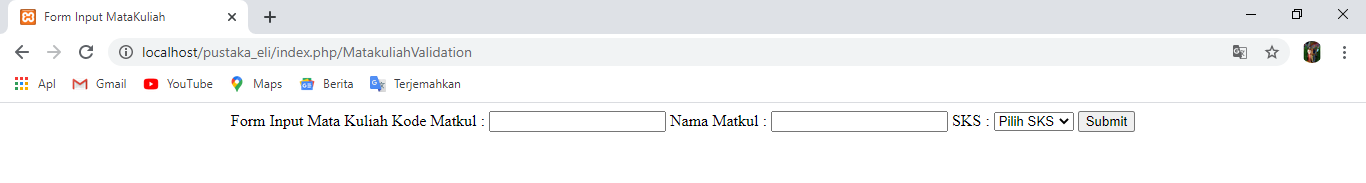 Form Input MataKuliah
localhost/pustaka_eli/index.php/MatakuliahValidation
Apl Gmail YouTube Maps Berita Terjemahkan
Form Input Mata Kuliah Kode Matkul : Nama Matkul : SKS : Pilih SKS Submit